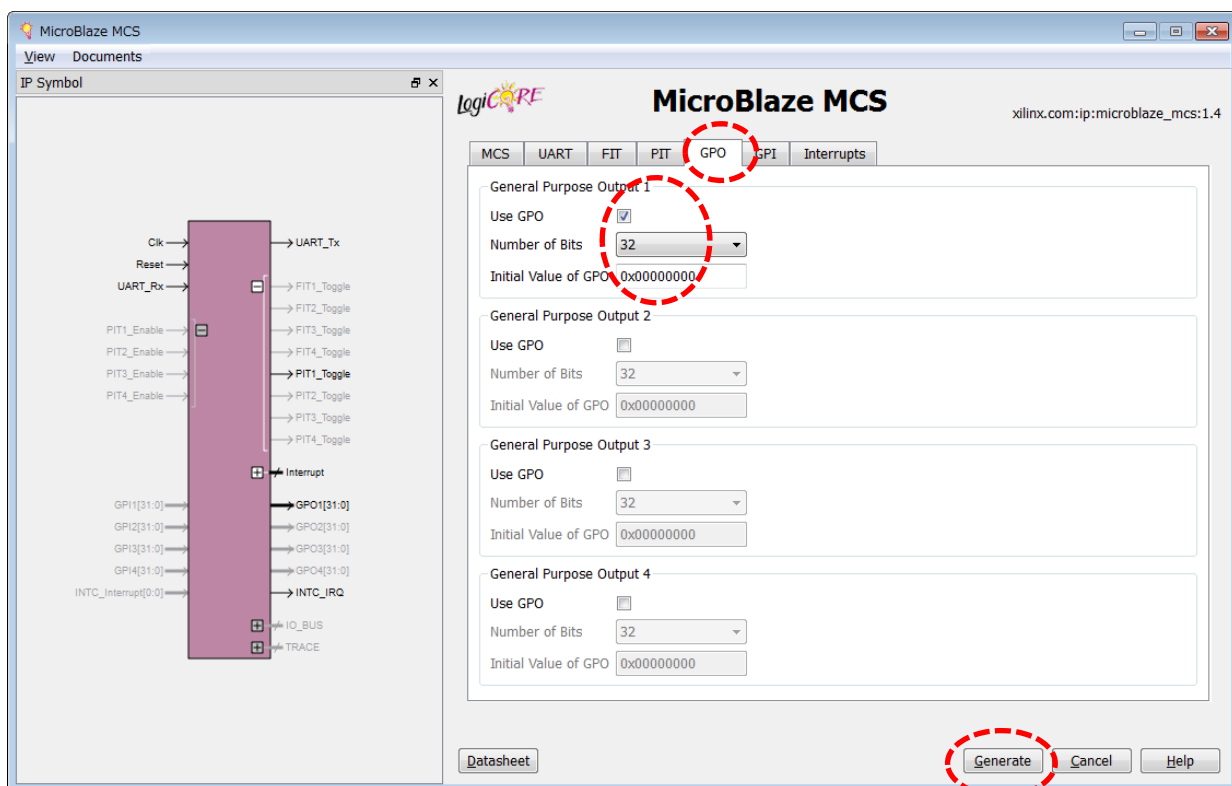 MicroBlaze MCS
View Documents
IP Symbol
Clk
Reset
UART_Rx
PIT1_Enable
PIT2_Enable
PIT3_Enable
PIT4_Enable
GPI1[31:0]
GPI2[31:0]
GPI3[31:0]
GPI4[31:0]
INTC_Interrupt[0:0]
UART_Tx
FIT1_Toggle
FIT2_Toggle
FIT3_Toggle
FIT4_Toggle
PIT1_Toggle
PIT2_Toggle
PIT3_Toggle
PIT4_Toggle
Interrupt
GPO1[31:0]
GPO2[31:0]
GPO3[31:0]
GPO4[31:0]
INTC_IRQ
IO_BUS
TRACE
LogiCORE
MicroBlaze MCS
xilinx.com:ip:microblaze_mcs:1.4
MCS UART FIT PIT GPO GPI Interrupts
General Purpose Output 1
Use GPO
Number of Bits 32
Initial Value of GPO 0x00000000
General Purpose Output 2
Use GPO
Number of Bits 32
Initial Value of GPO 0x00000000
General Purpose Output 3
Use GPO
Number of Bits 32
Initial Value of GPO 0x00000000
General Purpose Output 4
Use GPO
Number of Bits 32
Initial Value of GPO 0x00000000
Datasheet Generate Cancel Help